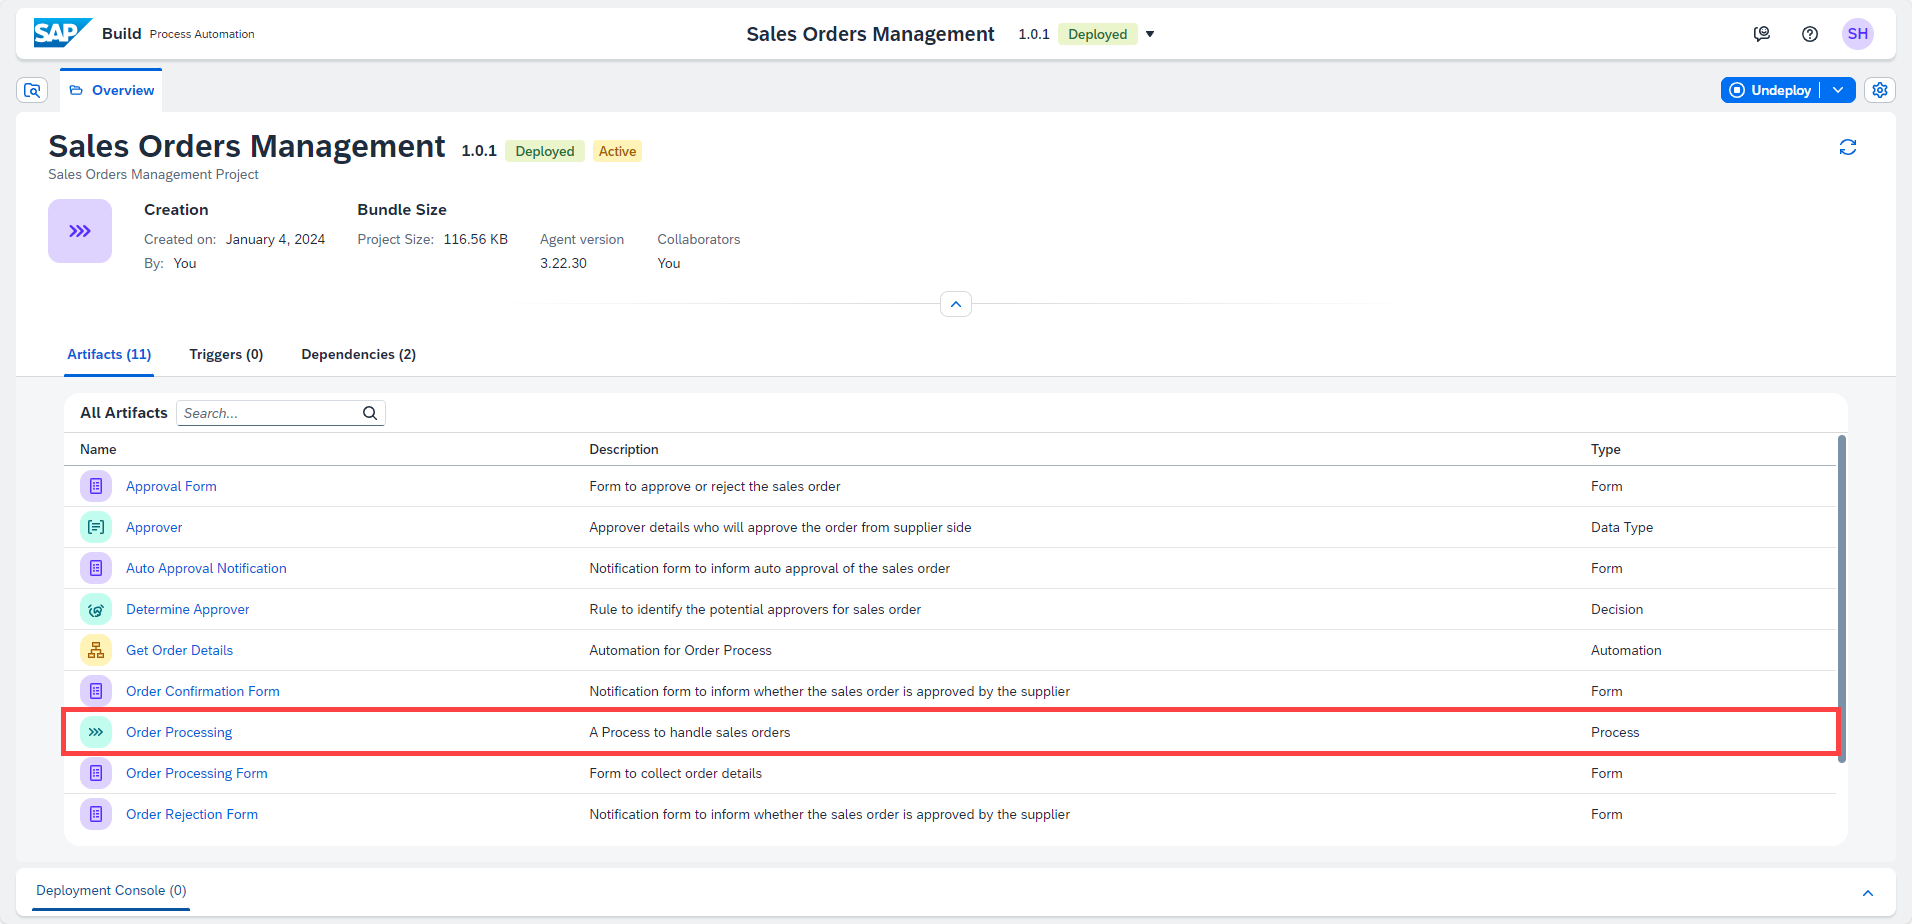 SAP Build Process Automation Sales Orders Management 1.0.1 Deployed SH
Overview Undeploy
Sales Orders Management 1.0.1 Deployed Active
Sales Orders Management Project
Creation Bundle Size
Created on: January 4, 2024 Project Size: 116.56 KB Agent version Collaborators
By: You 3.22.30 You
Artifacts (11) Triggers (0) Dependencies (2)
All Artifacts Search...
Name Description Type
Approval Form Form to approve or reject the sales order Form
Approver Approver details who will approve the order from supplier side Data Type
Auto Approval Notification Notification form to inform auto approval of the sales order Form
Determine Approver Rule to identify the potential approvers for sales order Decision
Get Order Details Automation for Order Process Automation
Order Confirmation Form Notification form to inform whether the sales order is approved by the supplier Form
Order Processing A Process to handle sales orders Process
Order Processing Form Form to collect order details Form
Order Rejection Form Notification form to inform whether the sales order is approved by the supplier Form
Deployment Console (0)